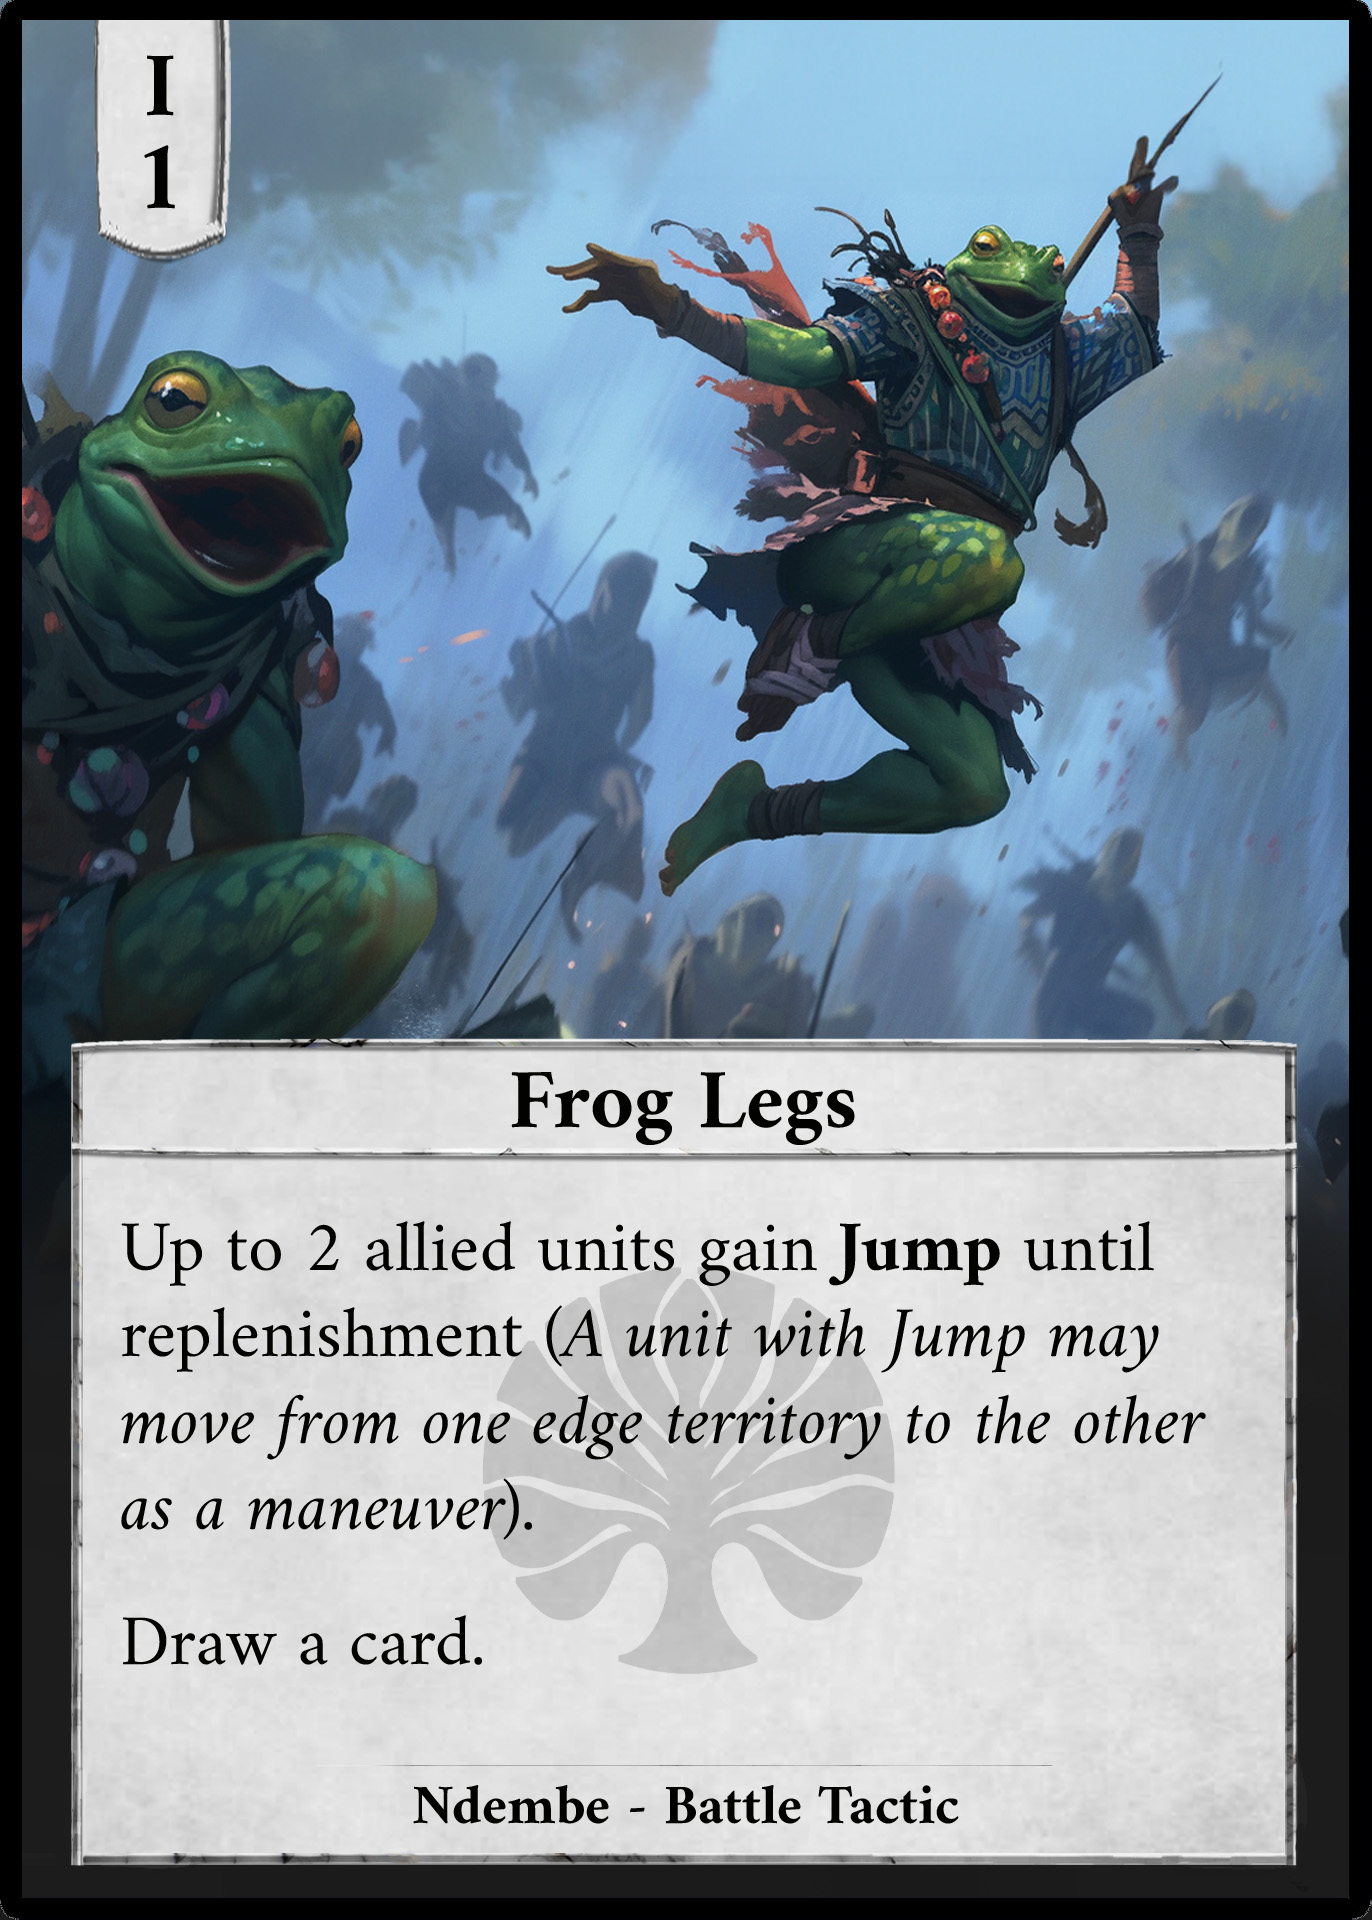 I
1
Frog Legs
Up to 2 allied units gain Jump until
replenishment (A unit with Jump may
move from one edge territory to the other
as a maneuver).
Draw a card.
Ndembe - Battle Tactic